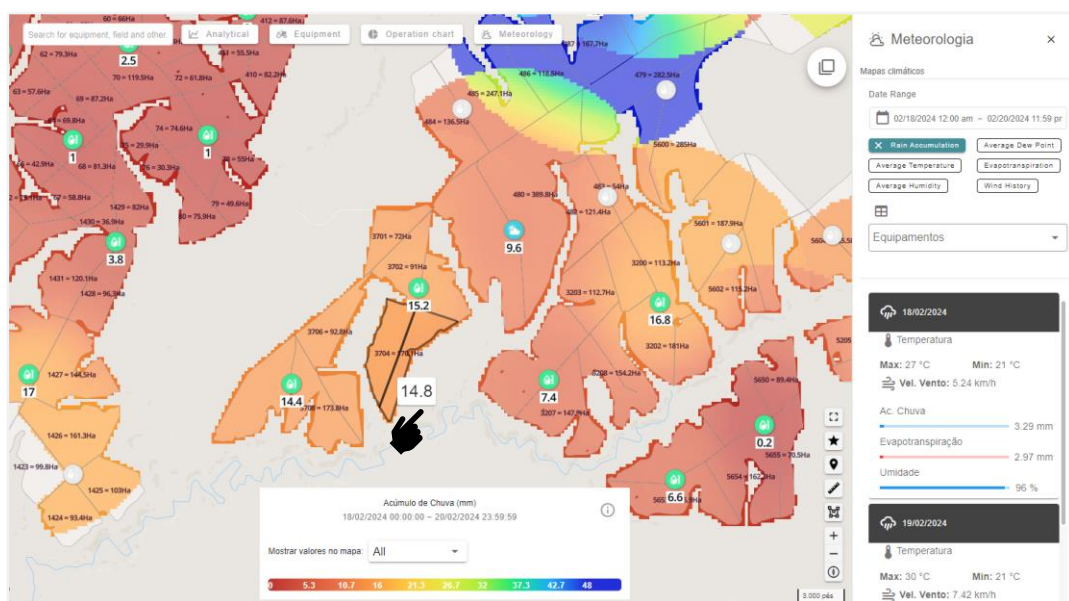 60 = 66Ha
412 = 87.6Ha
Search for equipment, field and other
Analytical
Equipment
Operation chart
Meteorology
62 = 79.3Ha
2.5
70 = 119.5Ha
72 = 61.8Ha
410 = 82.2Ha
63 = 57.6Ha
69 = 87.2Ha
486 = 118.8Ha
479 = 282.5Ha
485 = 247.1Ha
484 = 136.5Ha
74 = 74.6Ha
1
1
68 = 81.3Ha
5600 = 285Ha
480 = 389.8Ha
79 = 49.6Ha
80 = 75.9Ha
1429 = 82Ha
1430 = 36.9Ha
3.8
3701 = 72Ha
9.6
5601 = 187.9Ha
3702 = 91Ha
3200 = 113.2Ha
1431 = 120.1Ha
15.2
3203 = 112.7Ha
5602 = 115.2Ha
16.8
3706 = 92.8Ha
3202 = 181Ha
5205
1427 = 144.5Ha
17
14.4
14.8
7.4
5650 = 89.4Ha
0.2
1426 = 161.3Ha
1423 = 99.8Ha
1425 = 103Ha
6.6
1424 = 93.4Ha
Acúmulo de Chuva (mm)
18/02/2024 00:00:00 – 20/02/2024 23:59:59
Mostrar valores no mapa:
All
0 5.3 10.7 16 21.3 26.7 32 37.3 42.7 48
3.000 pés
Meteorologia
×
Mapas climáticos
Date Range
02/18/2024 12:00 am – 02/20/2024 11:59 pr
X Rain Accumulation
Average Dew Point
Average Temperature
Evapotranspiration
Average Humidity
Wind History
Equipamentos
18/02/2024
Temperatura
Max: 27 °C Min: 21 °C
Vel. Vento: 5.24 km/h
Ac. Chuva
3.29 mm
Evapotranspiração
2.97 mm
Umidade
96 %
19/02/2024
Temperatura
Max: 30 °C Min: 21 °C
Vel. Vento: 7.42 km/h